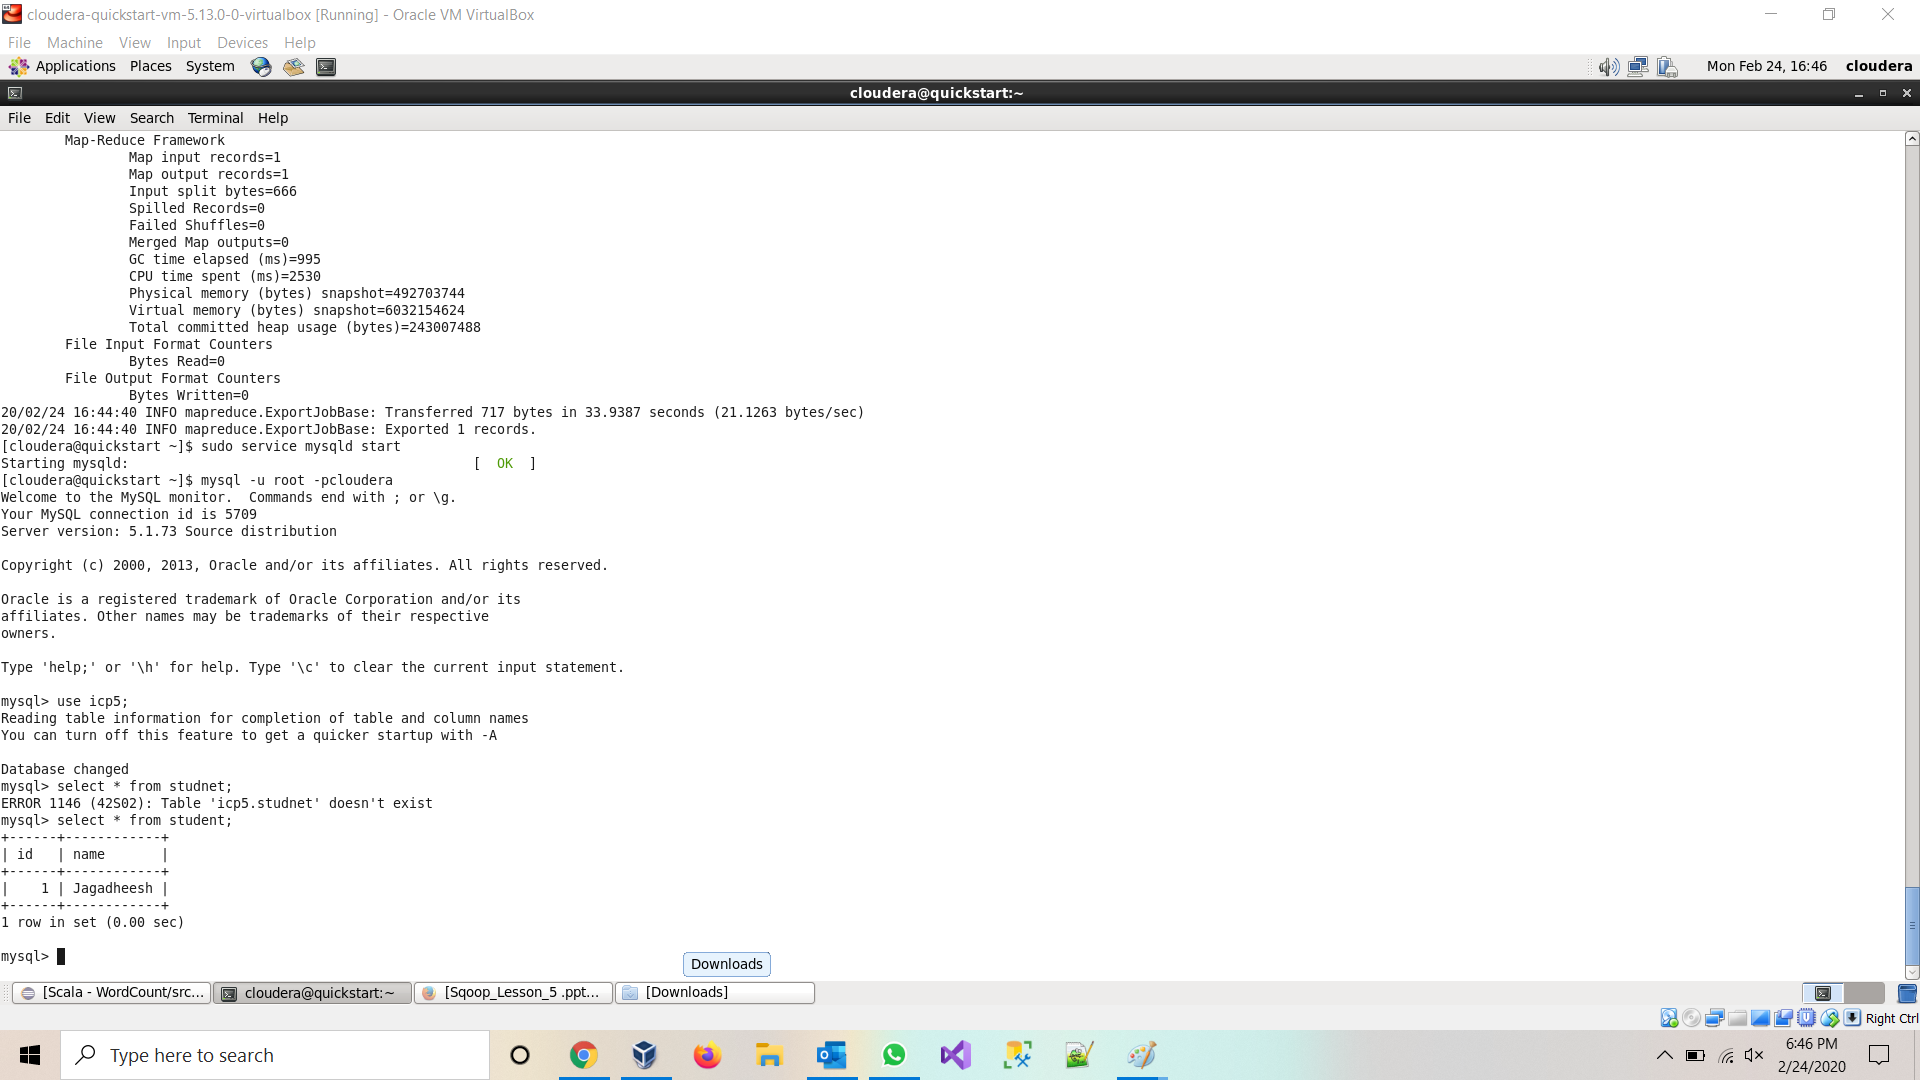 cloudera-quickstart-vm-5.13.0-0-virtualbox [Running] - Oracle VM VirtualBox
File Machine View Input Devices Help
Applications Places System Mon Feb 24, 16:46 cloudera
cloudera@quickstart:~
File Edit View Search Terminal Help
Map-Reduce Framework
Map input records=1
Map output records=1
Input split bytes=666
Spilled Records=0
Failed Shuffles=0
Merged Map outputs=0
GC time elapsed (ms)=995
CPU time spent (ms)=2530
Physical memory (bytes) snapshot=492703744
Virtual memory (bytes) snapshot=6032154624
Total committed heap usage (bytes)=243007488
File Input Format Counters
Bytes Read=0
File Output Format Counters
Bytes Written=0
20/02/24 16:44:40 INFO mapreduce.ExportJobBase: Transferred 717 bytes in 33.9387 seconds (21.1263 bytes/sec)
20/02/24 16:44:40 INFO mapreduce.ExportJobBase: Exported 1 records.
[cloudera@quickstart ~]$ sudo service mysqld start
Starting mysqld: [ OK ]
[cloudera@quickstart ~]$ mysql -u root -pcloudera
Welcome to the MySQL monitor. Commands end with ; or \g.
Your MySQL connection id is 5709
Server version: 5.1.73 Source distribution
Copyright (c) 2000, 2013, Oracle and/or its affiliates. All rights reserved.
Oracle is a registered trademark of Oracle Corporation and/or its
affiliates. Other names may be trademarks of their respective
owners.
Type 'help;' or '\h' for help. Type '\c' to clear the current input statement.
mysql> use icp5;
Reading table information for completion of table and column names
You can turn off this feature to get a quicker startup with -A
Database changed
mysql> select * from studnet;
ERROR 1146 (42S02): Table 'icp5.studnet' doesn't exist
mysql> select * from student;
+------+------------+
| id   | name       |
+------+------------+
|    1 | Jagadheesh |
+------+------------+
1 row in set (0.00 sec)
mysql>
Downloads
[Scala - WordCount/src... cloudera@quickstart:~ [Sqoop_Lesson_5 .ppt... [Downloads]
Right Ctrl
Type here to search
6:46 PM
2/24/2020